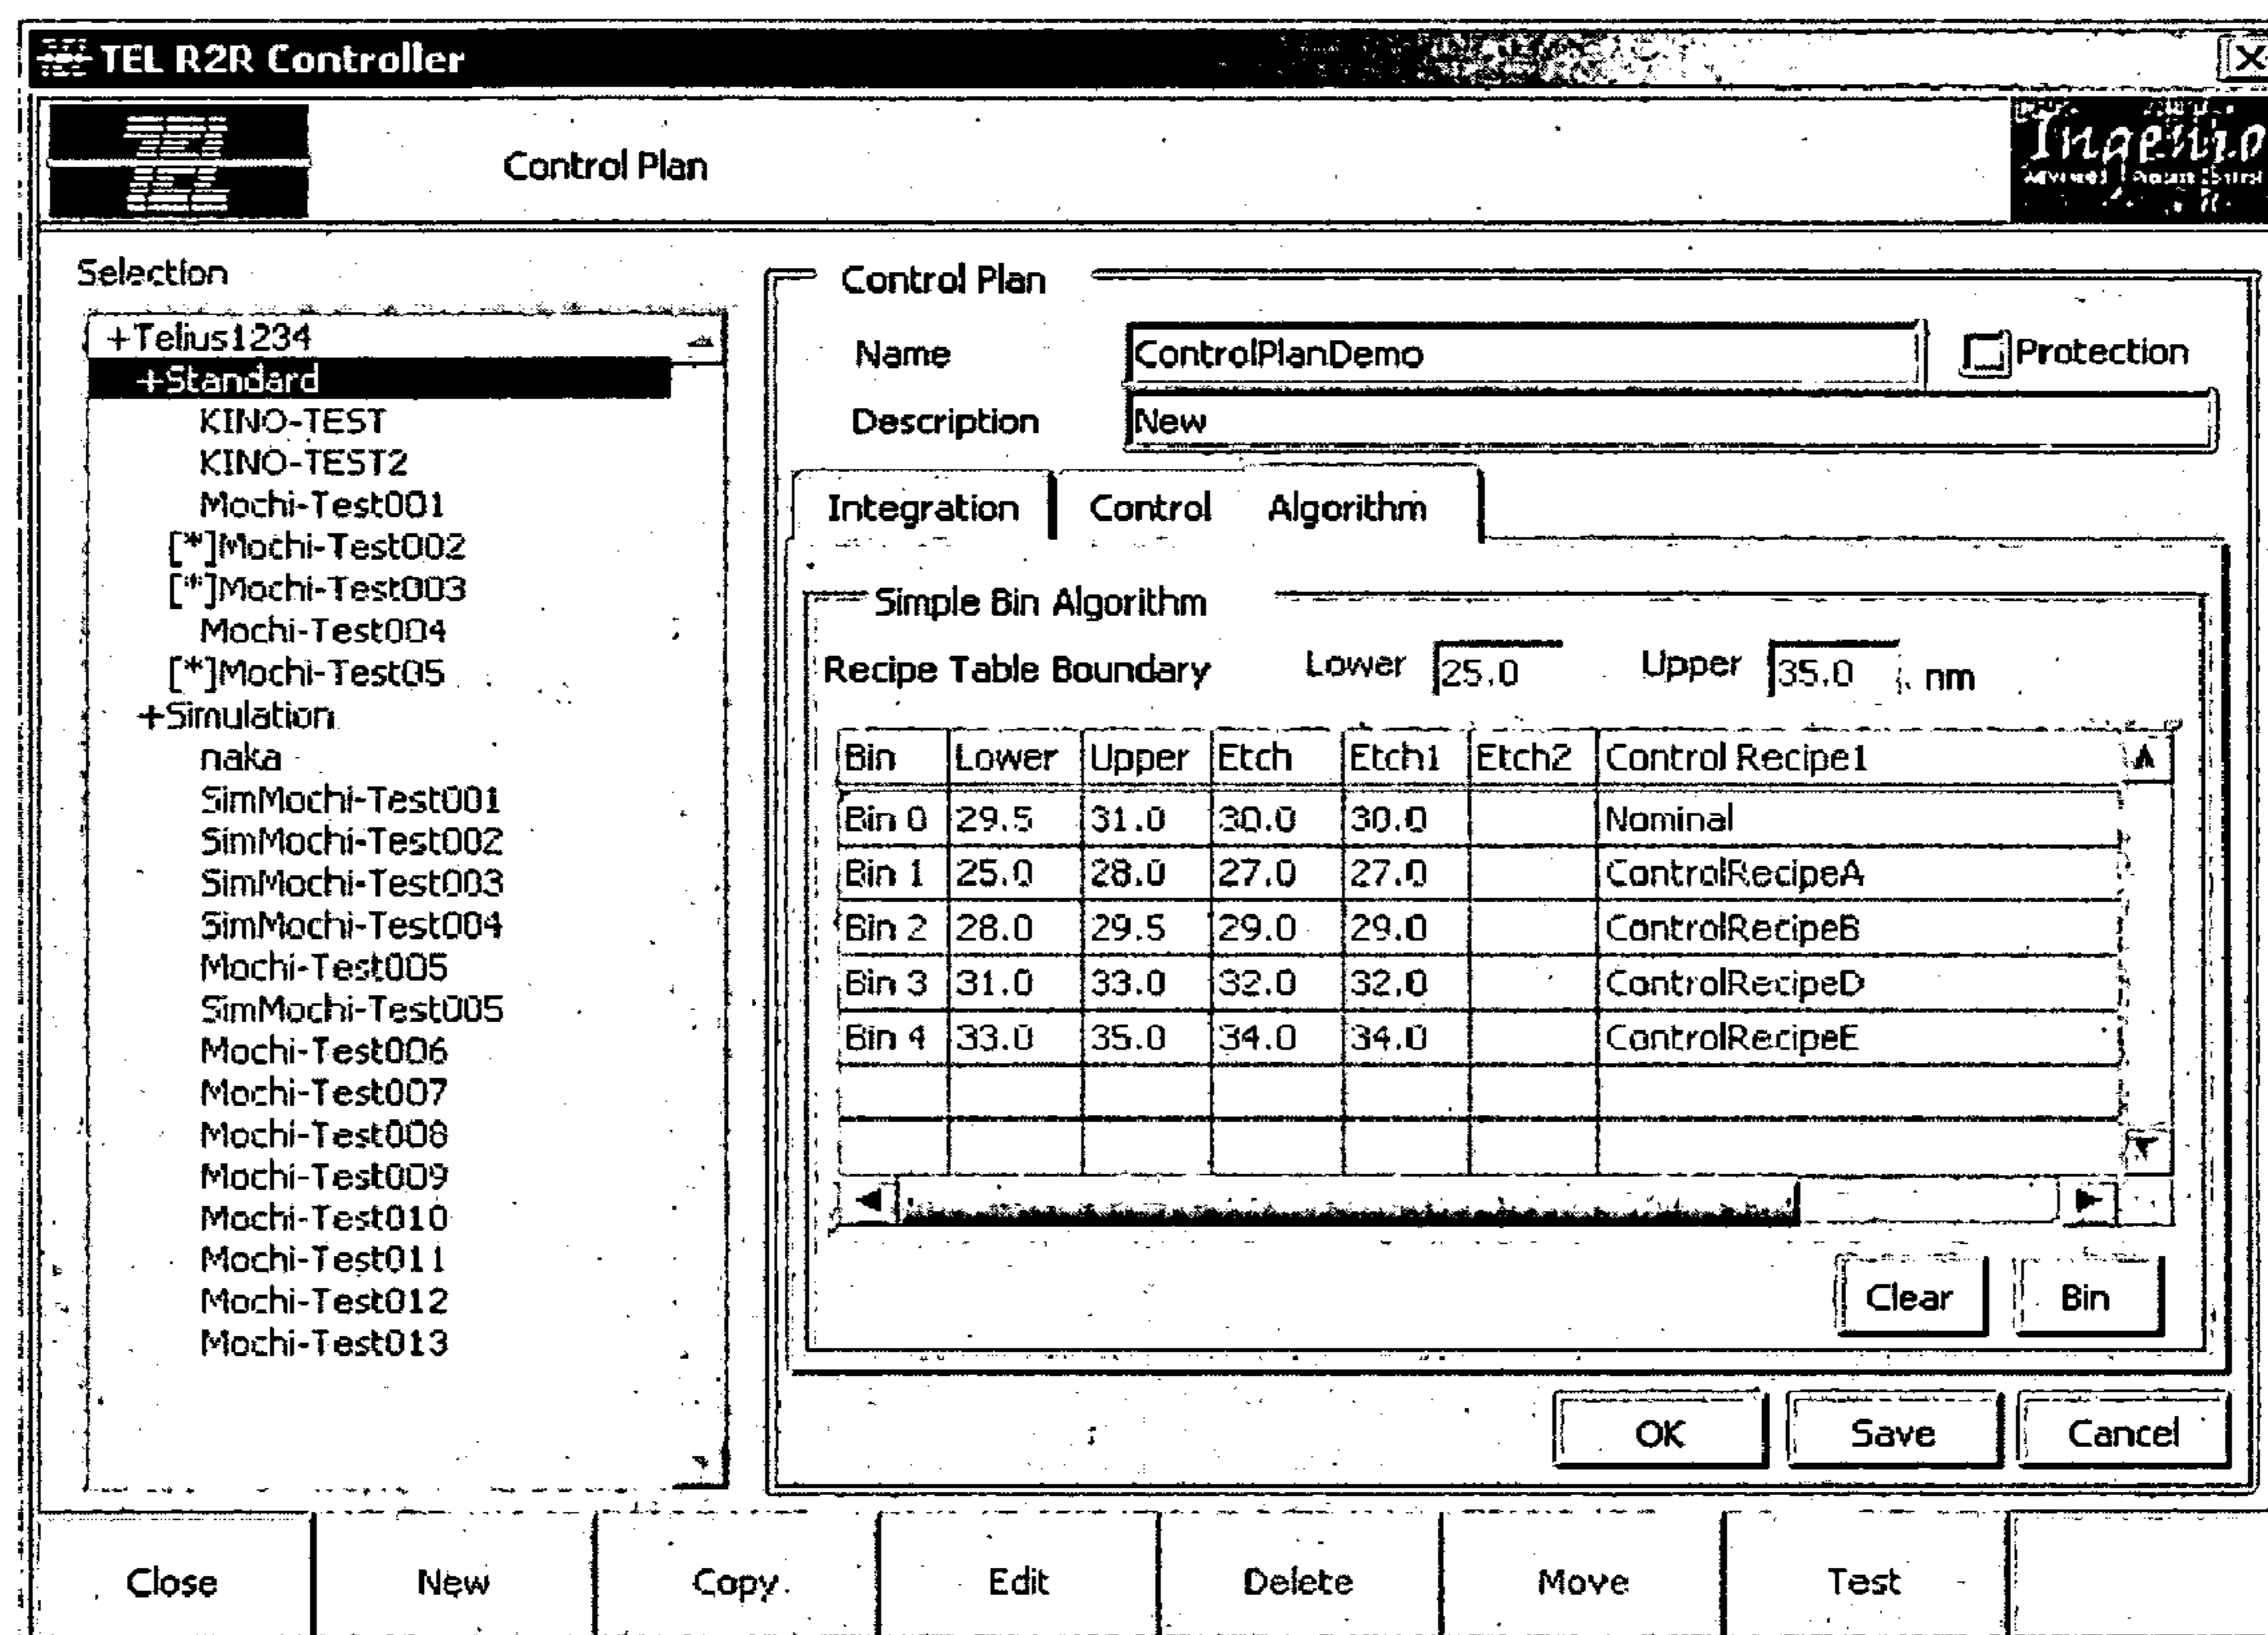 TEL R2R Controller
TEL
Control Plan
Ingenio
Selection
+Telius1234
+Standard
KINO-TEST
KINO-TEST2
Mochi-Test001
[*]Mochi-Test002
[*]Mochi-Test003
Mochi-Test004
[*]Mochi-Test05
+Simulation
naka
SimMochi-Test001
SimMochi-Test002
SimMochi-Test003
SimMochi-Test004
Mochi-Test005
SimMochi-Test005
Mochi-Test006
Mochi-Test007
Mochi-Test008
Mochi-Test009
Mochi-Test010
Mochi-Test011
Mochi-Test012
Mochi-Test013
Control Plan
Name ControlPlanDemo Protection
Description New
Integration Control Algorithm
Simple Bin Algorithm
Recipe Table Boundary Lower 25.0 Upper 35.0 nm
Bin Lower Upper Etch Etch1 Etch2 Control Recipe1
Bin 0 29.5 31.0 30.0 30.0 Nominal
Bin 1 25.0 28.0 27.0 27.0 ControlRecipeA
Bin 2 28.0 29.5 29.0 29.0 ControlRecipeB
Bin 3 31.0 33.0 32.0 32.0 ControlRecipeD
Bin 4 33.0 35.0 34.0 34.0 ControlRecipeE
Clear Bin
OK Save Cancel
Close New Copy Edit Delete Move Test